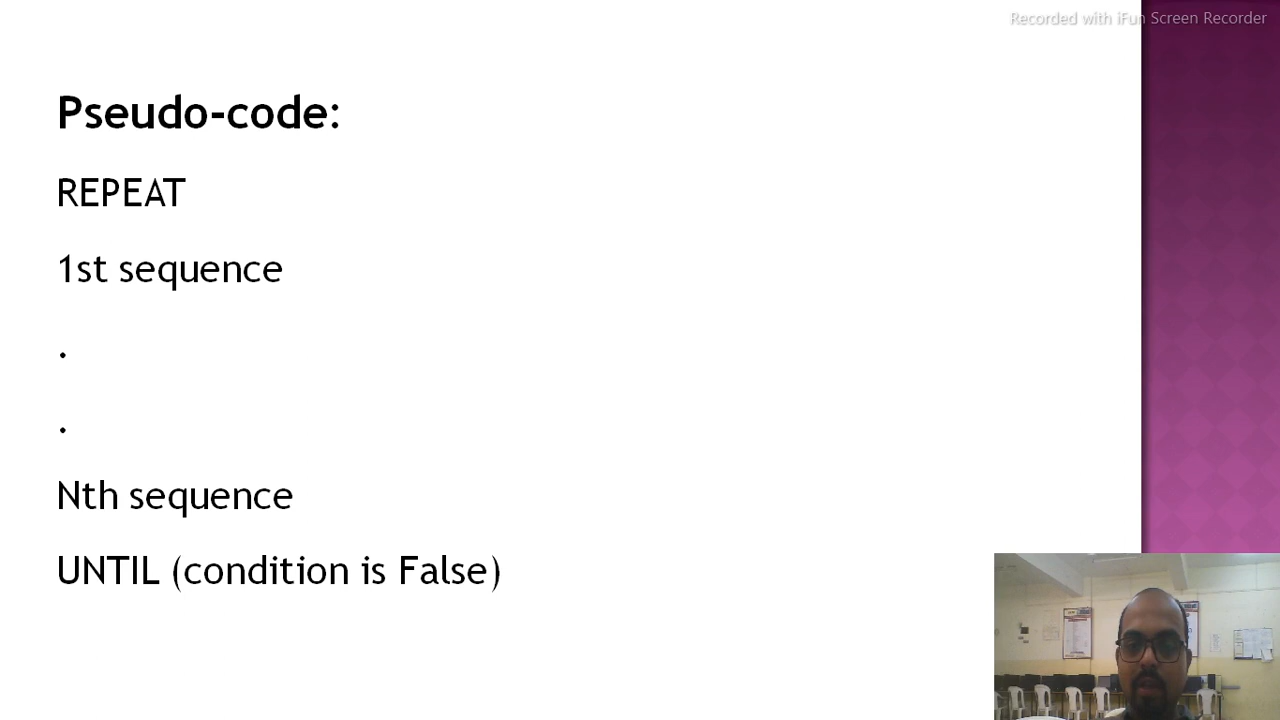 Recorded with iFun Screen Recorder
Pseudo-code:
REPEAT
1st sequence
.
.
Nth sequence
UNTIL (condition is False)